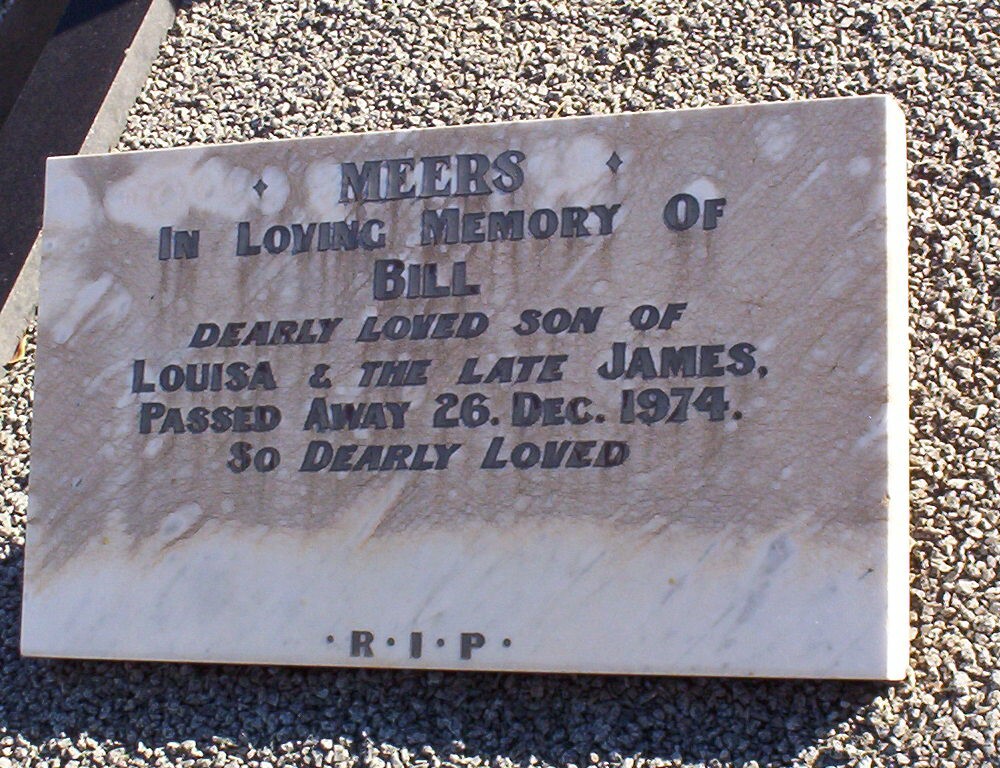 MEERS
IN LOVING MEMORY OF
BILL
DEARLY LOVED SON OF
LOUISA & THE LATE JAMES,
PASSED AWAY 26. DEC. 1974.
SO DEARLY LOVED
· R · I · P ·